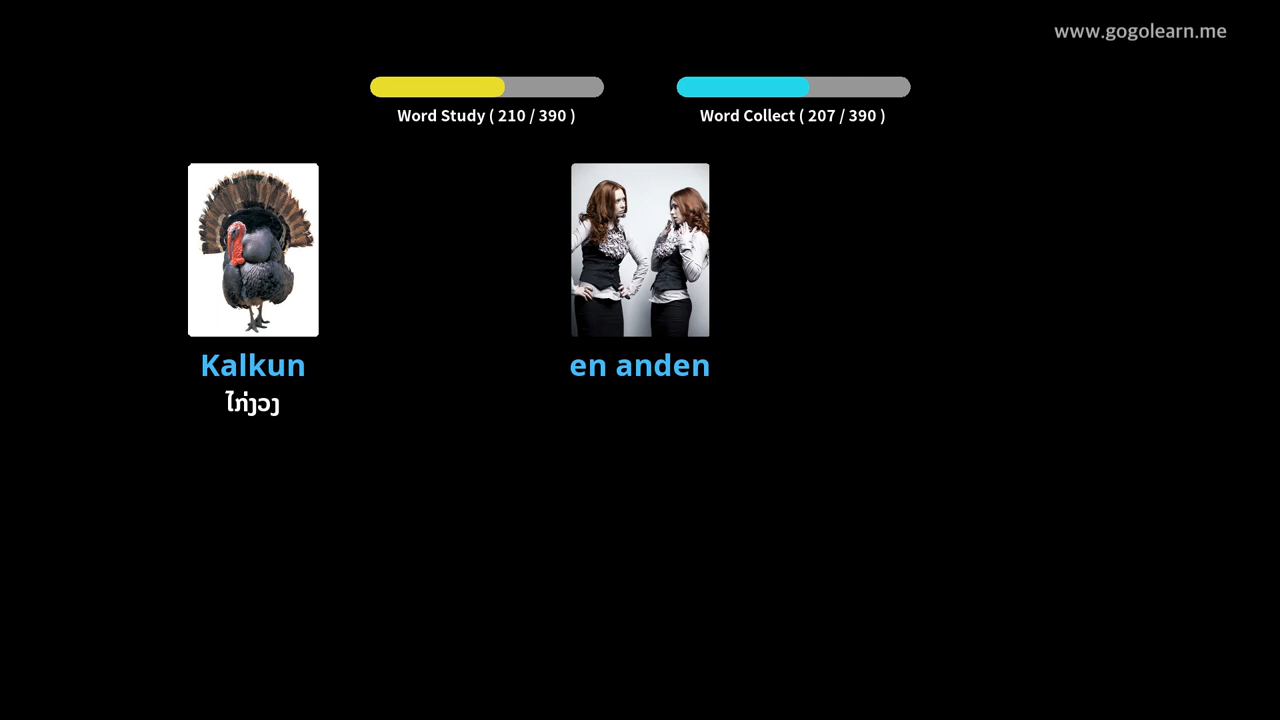 www.gogolearn.me
Word Study ( 210 / 390 )
Word Collect ( 207 / 390 )
Kalkun
ໄກ່ງວງ
en anden